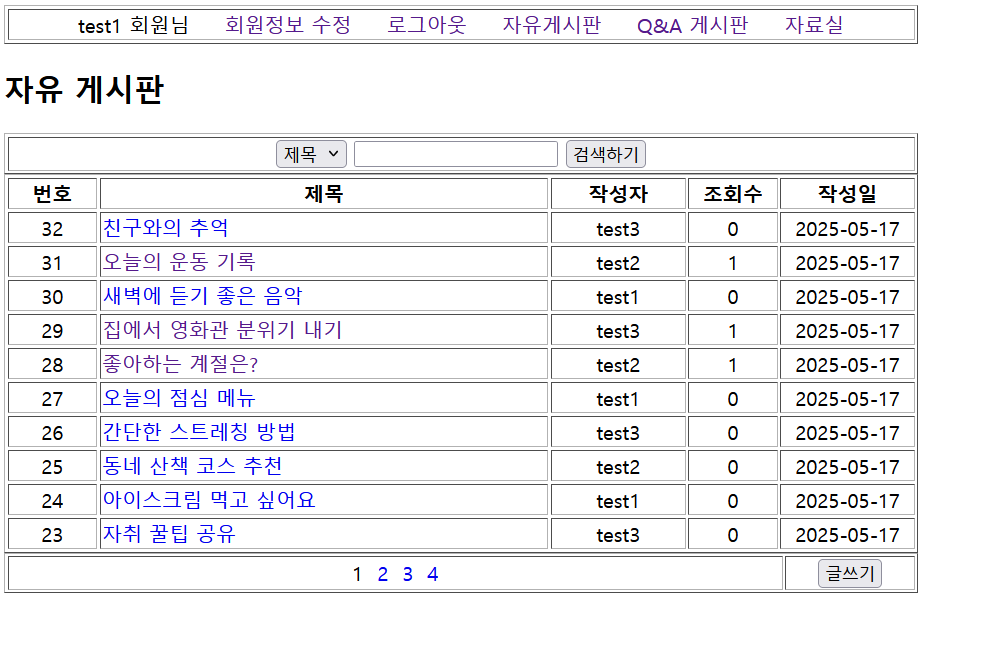 test1 회원님 회원정보 수정 로그아웃 자유게시판 Q&A 게시판 자료실
자유 게시판
제목 검색하기
번호 제목 작성자 조회수 작성일
32 친구와의 추억 test3 0 2025-05-17
31 오늘의 운동 기록 test2 1 2025-05-17
30 새벽에 듣기 좋은 음악 test1 0 2025-05-17
29 집에서 영화관 분위기 내기 test3 1 2025-05-17
28 좋아하는 계절은? test2 1 2025-05-17
27 오늘의 점심 메뉴 test1 0 2025-05-17
26 간단한 스트레칭 방법 test3 0 2025-05-17
25 동네 산책 코스 추천 test2 0 2025-05-17
24 아이스크림 먹고 싶어요 test1 0 2025-05-17
23 자취 꿀팁 공유 test3 0 2025-05-17
1 2 3 4 글쓰기